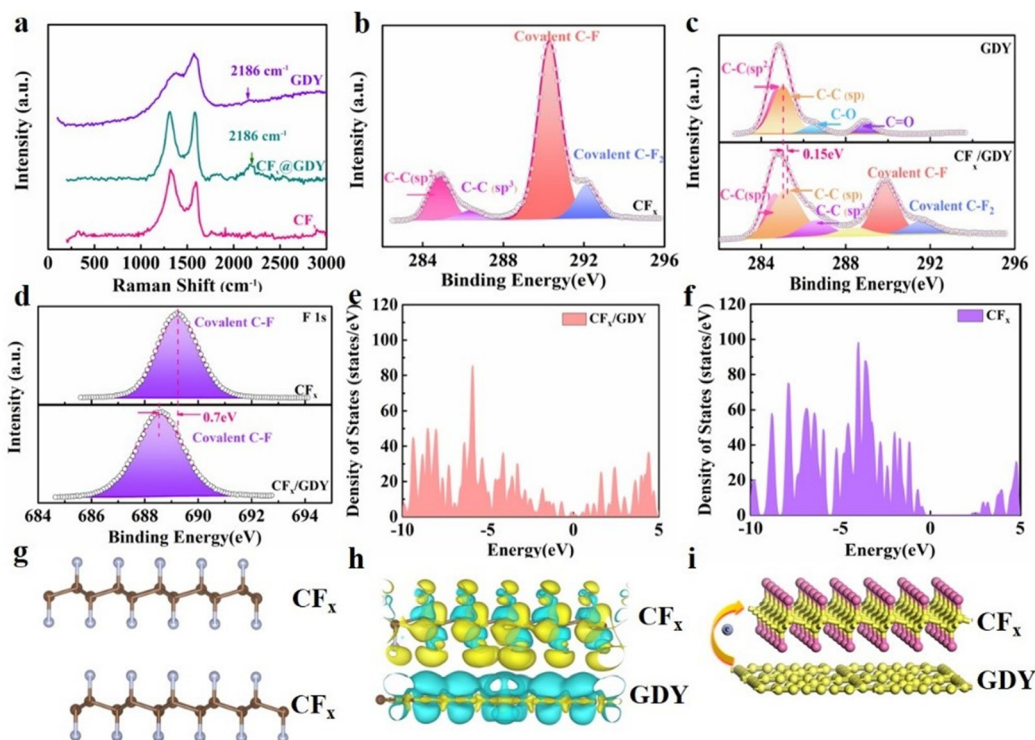 a
Intensity (a.u.)
2186 cm⁻¹
GDY
2186 cm⁻¹
CFₓ@GDY
CFₓ
0 500 1000 1500 2000 2500 3000
Raman Shift (cm⁻¹)
b
Intensity (a.u.)
Covalent C-F
Covalent C-F₂
C-C(sp²)
C-C (sp³)
CFₓ
284 288 292 296
Binding Energy(eV)
c
Intensity (a.u.)
GDY
C-C(sp²)
C-C (sp)
C-O
C=O
CFₓ/GDY
0.15eV
Covalent C-F
C-C (sp)
C-C(sp²)
C-C (sp³)
Covalent C-F₂
284 288 292 296
Binding Energy(eV)
d
Intensity (a.u.)
F 1s
Covalent C-F
CFₓ
0.7eV
Covalent C-F
CFₓ/GDY
684 686 688 690 692 694
Binding Energy(eV)
e
Density of States (states/eV)
120
100
80
60
40
20
0
CFₓ/GDY
-10 -5 0 5
Energy(eV)
f
Density of States (states/eV)
120
100
80
60
40
20
0
CFₓ
-10 -5 0 5
Energy(eV)
g
CFₓ
CFₓ
h
CFₓ
GDY
i
CFₓ
GDY